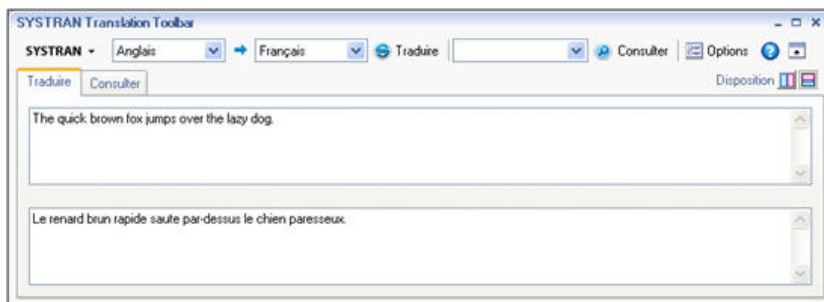 SYSTRAN Translation Toolbar
SYSTRAN Anglais Français Traduire Consulter Options
Traduire Consulter Disposition
The quick brown fox jumps over the lazy dog.
Le renard brun rapide saute par-dessus le chien paresseux.